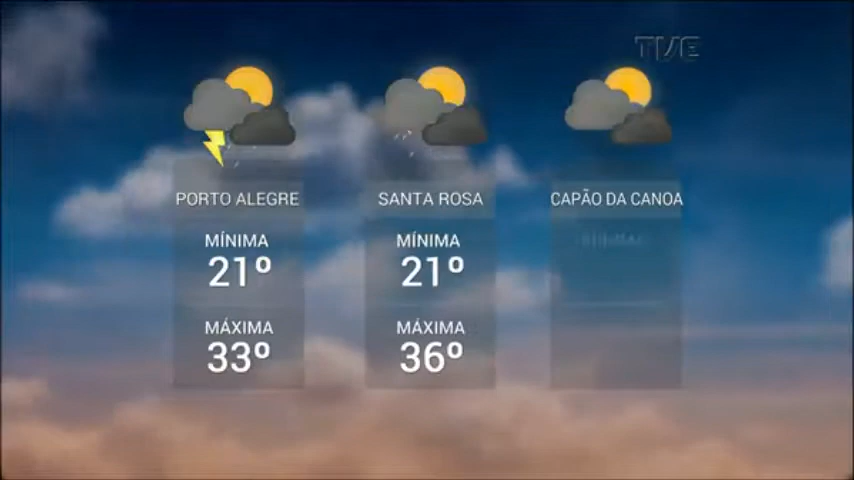 TVE
PORTO ALEGRE
MÍNIMA
21º
MÁXIMA
33º
SANTA ROSA
MÍNIMA
21º
MÁXIMA
36º
CAPÃO DA CANOA